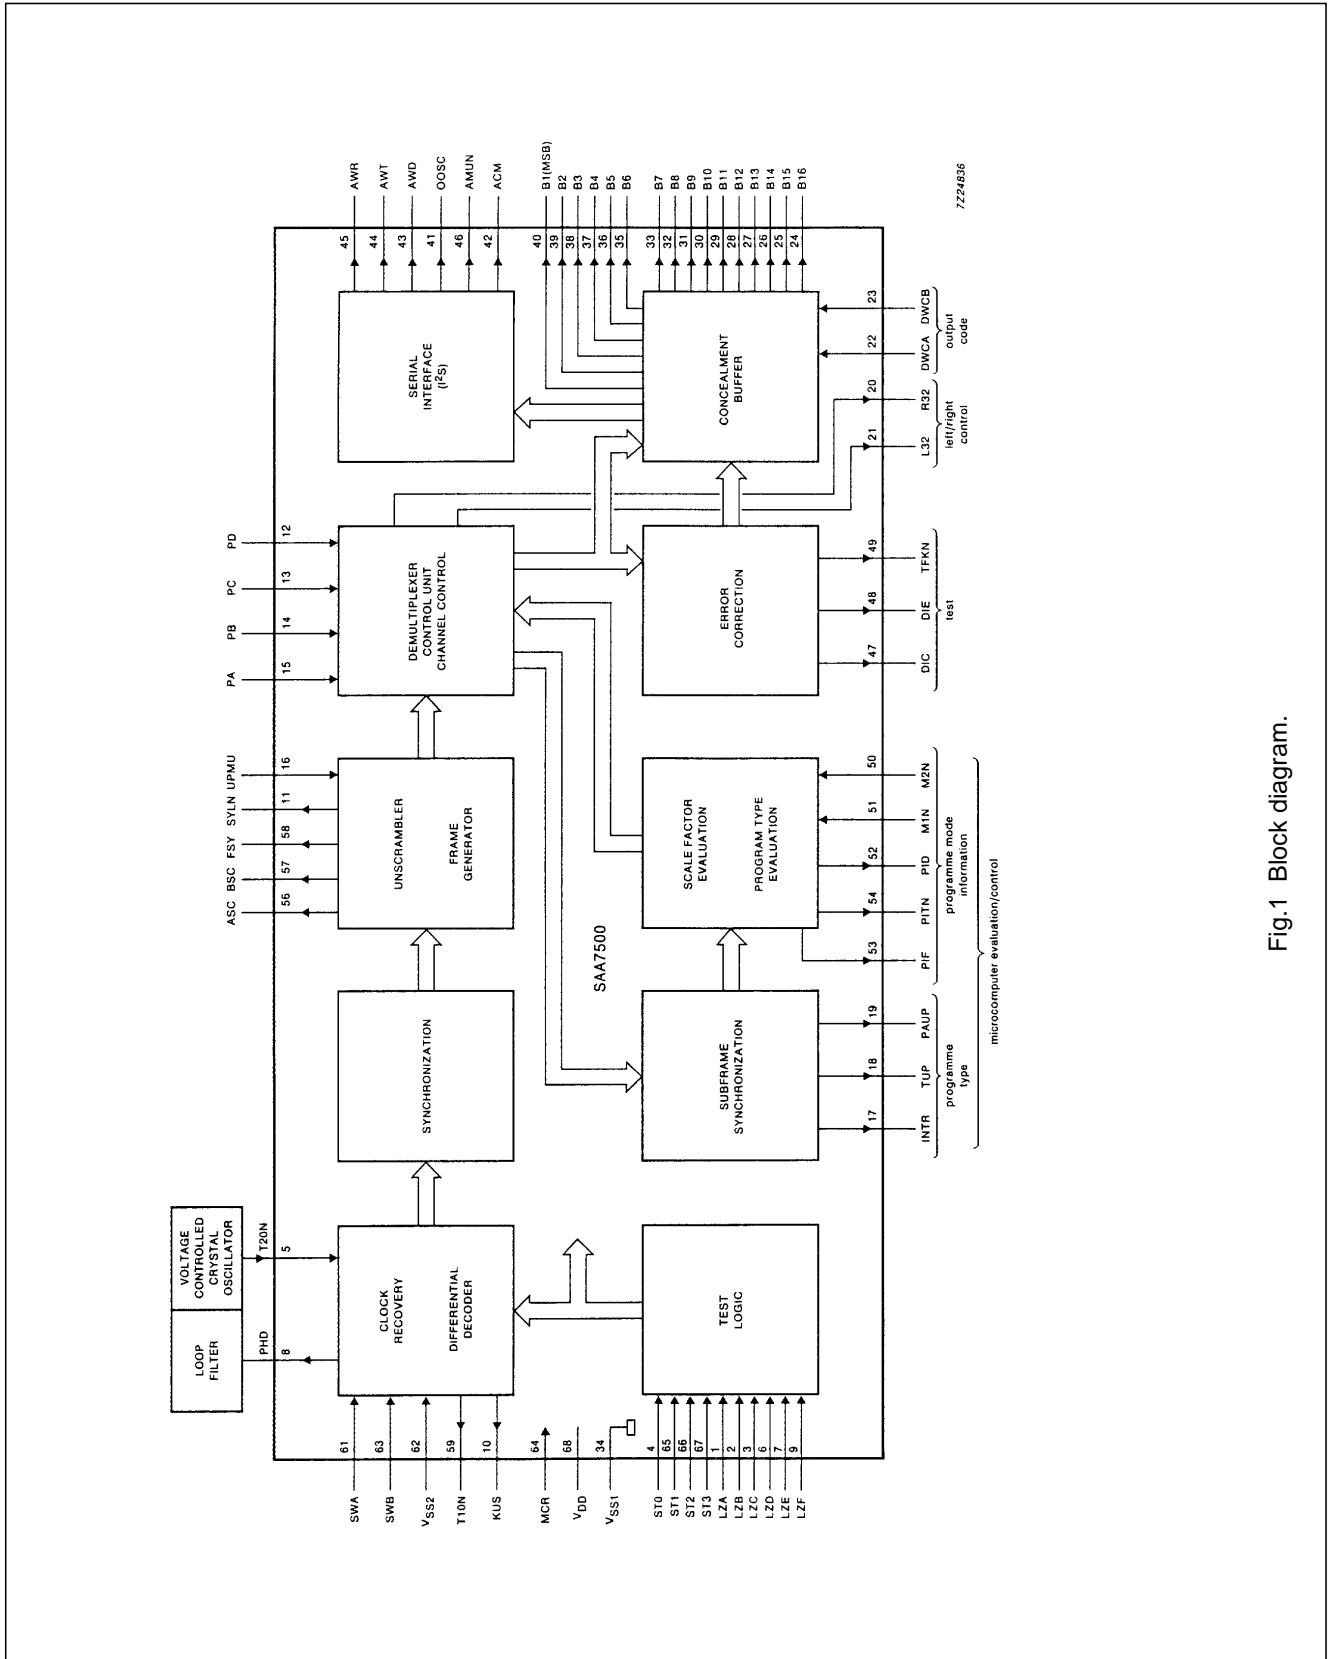 VOLTAGE
CONTROLLED
CRYSTAL
OSCILLATOR
LOOP
FILTER
T20N
5
PHD
8
ASC
BSC
FSY
SYLN
UPMU
56
57
58
11
16
PA
PB
PC
PD
15
14
13
12
SWA
61
SWB
63
VSS2
62
T10N
59
KUS
10
MCR
64
VDD
68
VSS1
34
CLOCK
RECOVERY
DIFFERENTIAL
DECODER
SYNCHRONIZATION
UNSCRAMBLER
FRAME
GENERATOR
DEMULTIPLEXER
CONTROL UNIT
CHANNEL CONTROL
SERIAL
INTERFACE
(I²S)
45
AWR
44
AWT
43
AWD
41
OOSC
46
AMUN
42
ACM
SAA7500
40
B1(MSB)
39
B2
38
B3
37
B4
36
B5
35
B6
ST0
4
ST1
65
ST2
66
ST3
67
LZA
1
LZB
2
LZC
3
LZD
6
LZE
7
LZF
9
TEST
LOGIC
SUBFRAME
SYNCHRONIZATION
SCALE FACTOR
EVALUATION
PROGRAM TYPE
EVALUATION
ERROR
CORRECTION
CONCEALMENT
BUFFER
33
B7
32
B8
31
B9
30
B10
29
B11
28
B12
27
B13
26
B14
25
B15
24
B16
17
18
19
53
54
52
51
50
47
48
49
21
20
22
23
INTR
TUP
PAUP
PIF
PITN
PID
M1N
M2N
DIC
DIE
TFKN
L32
R32
DWCA
DWCB
programme
type
programme mode
information
test
left/right
control
output
code
microcomputer evaluation/control
7Z24836
Fig.1 Block diagram.